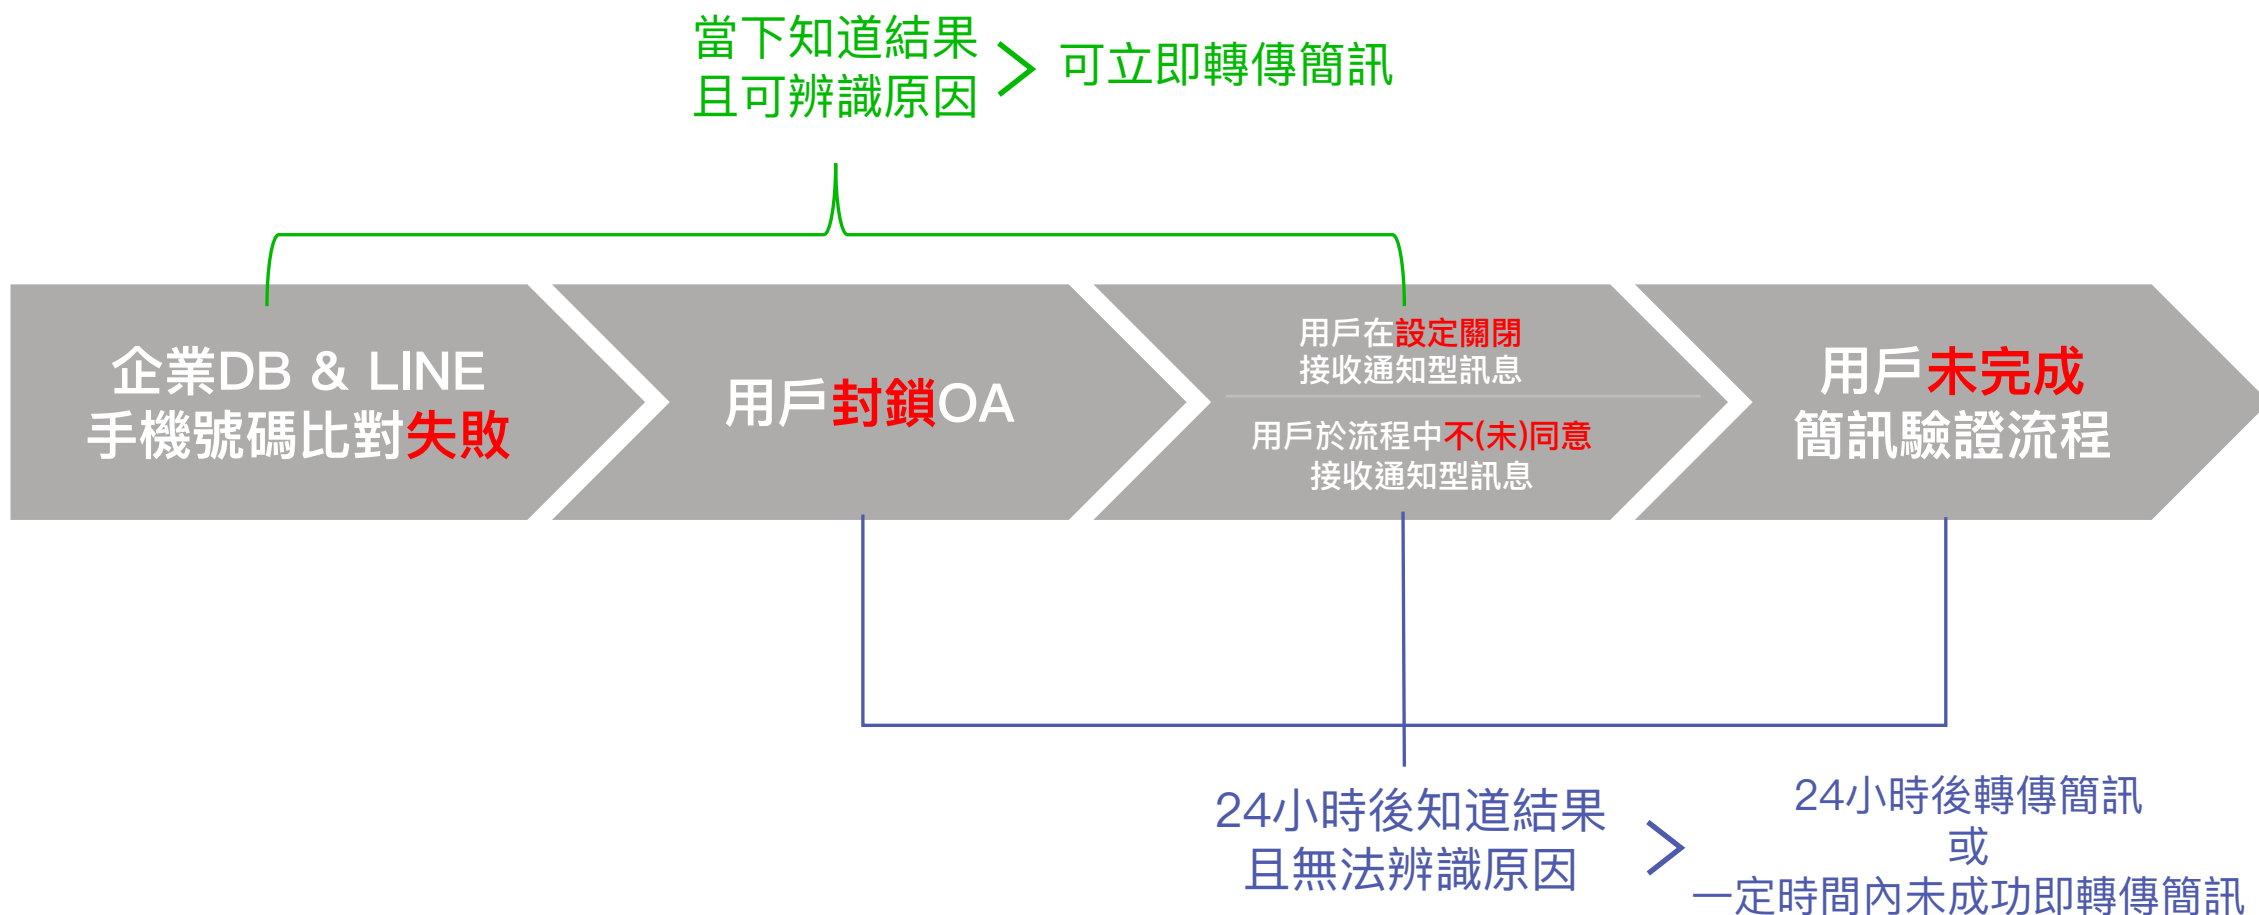 當下知道結果
且可辨識原因
可立即轉傳簡訊
企業DB & LINE
手機號碼比對失敗
用戶封鎖OA
用戶在設定關閉
接收通知型訊息
用戶於流程中不(未)同意
接收通知型訊息
用戶未完成
簡訊驗證流程
24小時後知道結果
且無法辨識原因
24小時後轉傳簡訊
或
一定時間內未成功即轉傳簡訊